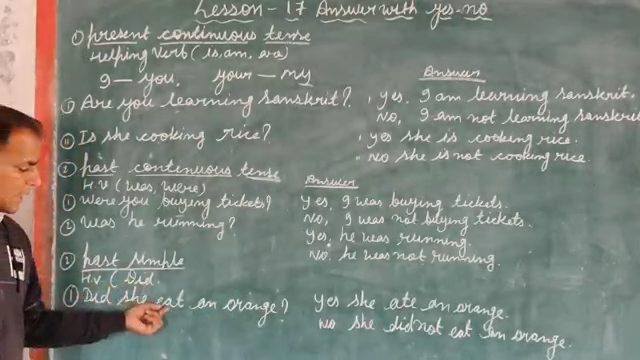 Lesson-17 Answer with yes-no
① present continuous tense
Helping Verb (is, am, are)
I — you, your — my
Answer
① Are you learning Sanskrit? yes, I am learning Sanskrit.
No, I am not learning Sanskrit
② Is she cooking rice? yes she is cooking rice.
No she is not cooking rice
② past continuous tense
H.V (was, were)
Answer
① Were you buying tickets? Yes, I was buying tickets.
No, I was not buying tickets.
② Was he running? Yes, he was running.
No, he was not running.
past simple
H.V ( Did.
① Did she eat an orange? Yes she ate an orange.
No she did not eat an orange.